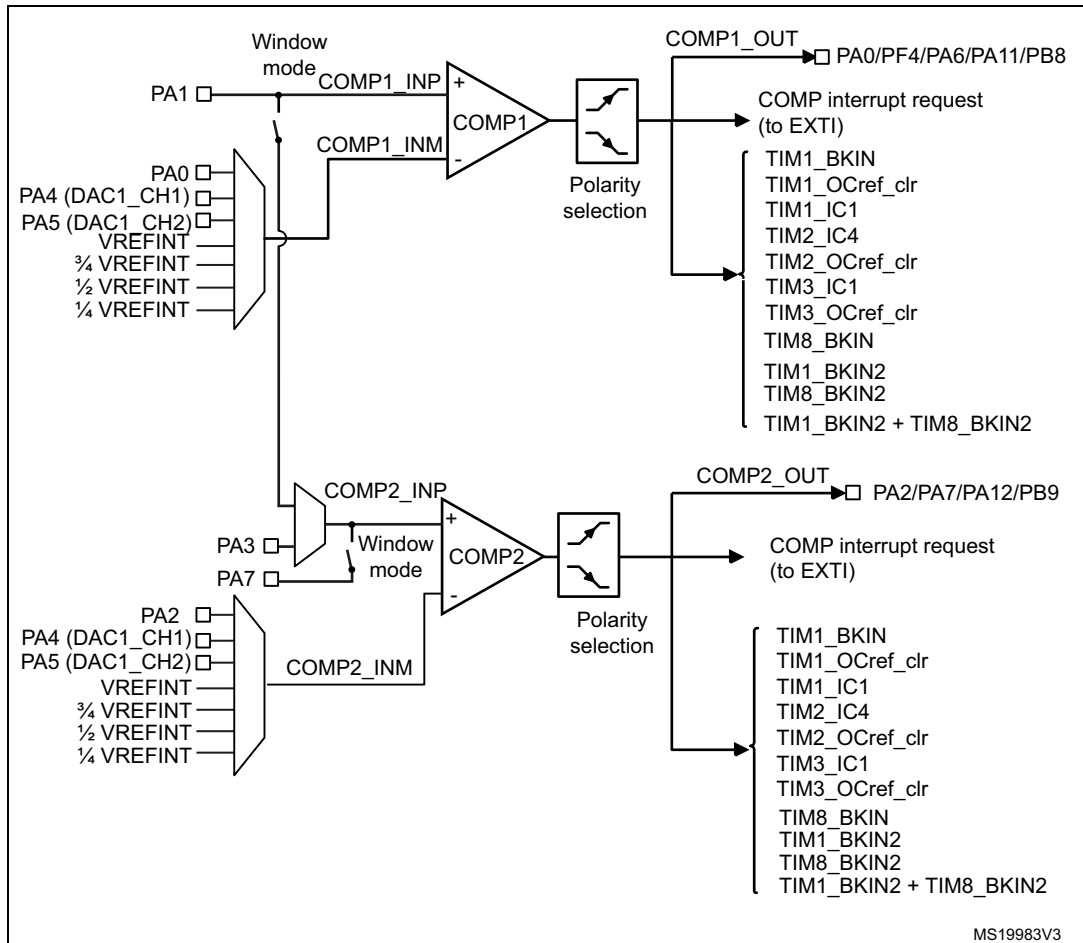 Window
mode
COMP1_OUT
PA0/PF4/PA6/PA11/PB8
PA1
COMP1_INP
+
COMP1
-
COMP1_INM
COMP interrupt request
(to EXTI)
Polarity
selection
PA0
PA4 (DAC1_CH1)
PA5 (DAC1_CH2)
VREFINT
¾ VREFINT
½ VREFINT
¼ VREFINT
TIM1_BKIN
TIM1_OCref_clr
TIM1_IC1
TIM2_IC4
TIM2_OCref_clr
TIM3_IC1
TIM3_OCref_clr
TIM8_BKIN
TIM1_BKIN2
TIM8_BKIN2
TIM1_BKIN2 + TIM8_BKIN2
COMP2_OUT
PA2/PA7/PA12/PB9
COMP2_INP
+
COMP2
-
PA3
Window
mode
PA7
COMP interrupt request
(to EXTI)
Polarity
selection
PA2
PA4 (DAC1_CH1)
PA5 (DAC1_CH2)
VREFINT
¾ VREFINT
½ VREFINT
¼ VREFINT
COMP2_INM
TIM1_BKIN
TIM1_OCref_clr
TIM1_IC1
TIM2_IC4
TIM2_OCref_clr
TIM3_IC1
TIM3_OCref_clr
TIM8_BKIN
TIM1_BKIN2
TIM8_BKIN2
TIM1_BKIN2 + TIM8_BKIN2
MS19983V3